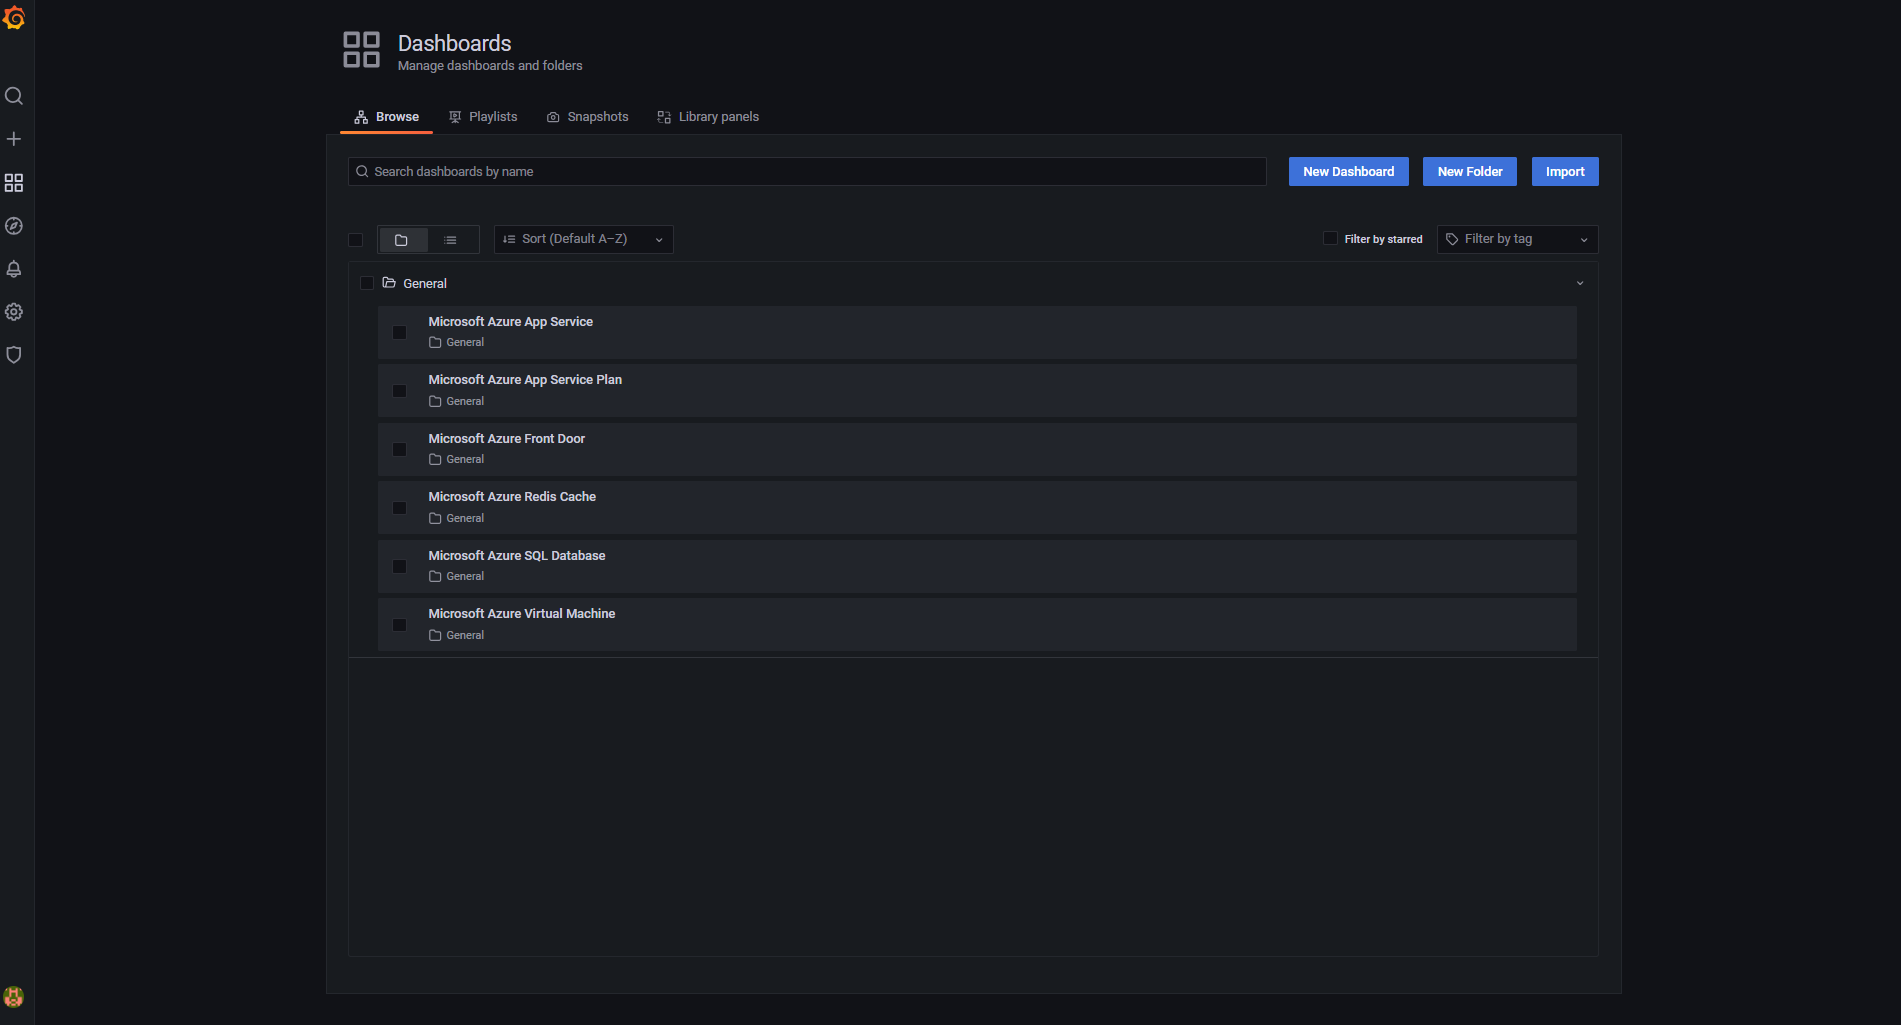 Dashboards
Manage dashboards and folders
Browse
Playlists
Snapshots
Library panels
Search dashboards by name
New Dashboard
New Folder
Import
Sort (Default A–Z)
Filter by starred
Filter by tag
General
Microsoft Azure App Service
General
Microsoft Azure App Service Plan
General
Microsoft Azure Front Door
General
Microsoft Azure Redis Cache
General
Microsoft Azure SQL Database
General
Microsoft Azure Virtual Machine
General